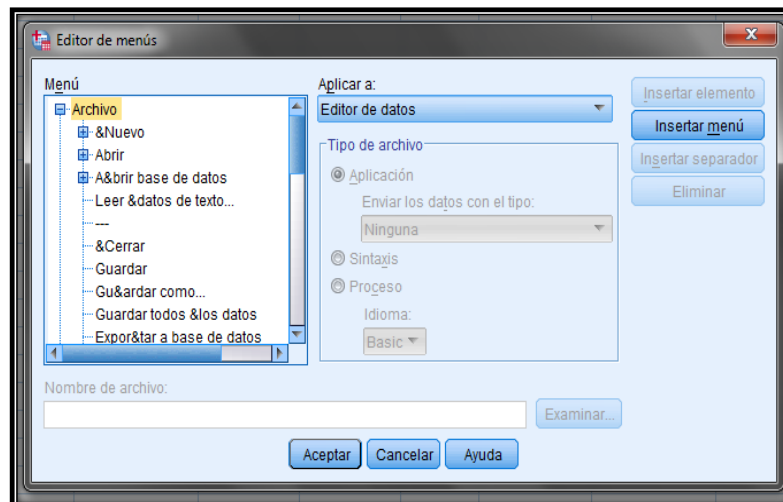 Editor de menús
Menú
Archivo
&Nuevo
Abrir
A&brir base de datos
Leer &datos de texto...
---
&Cerrar
Guardar
Gu&ardar como...
Guardar todos &los datos
Expor&tar a base de datos
Aplicar a:
Editor de datos
Tipo de archivo
Aplicación
Enviar los datos con el tipo:
Ninguna
Sintaxis
Proceso
Idioma:
Basic
Insertar elemento
Insertar menú
Insertar separador
Eliminar
Nombre de archivo:
Examinar...
Aceptar
Cancelar
Ayuda